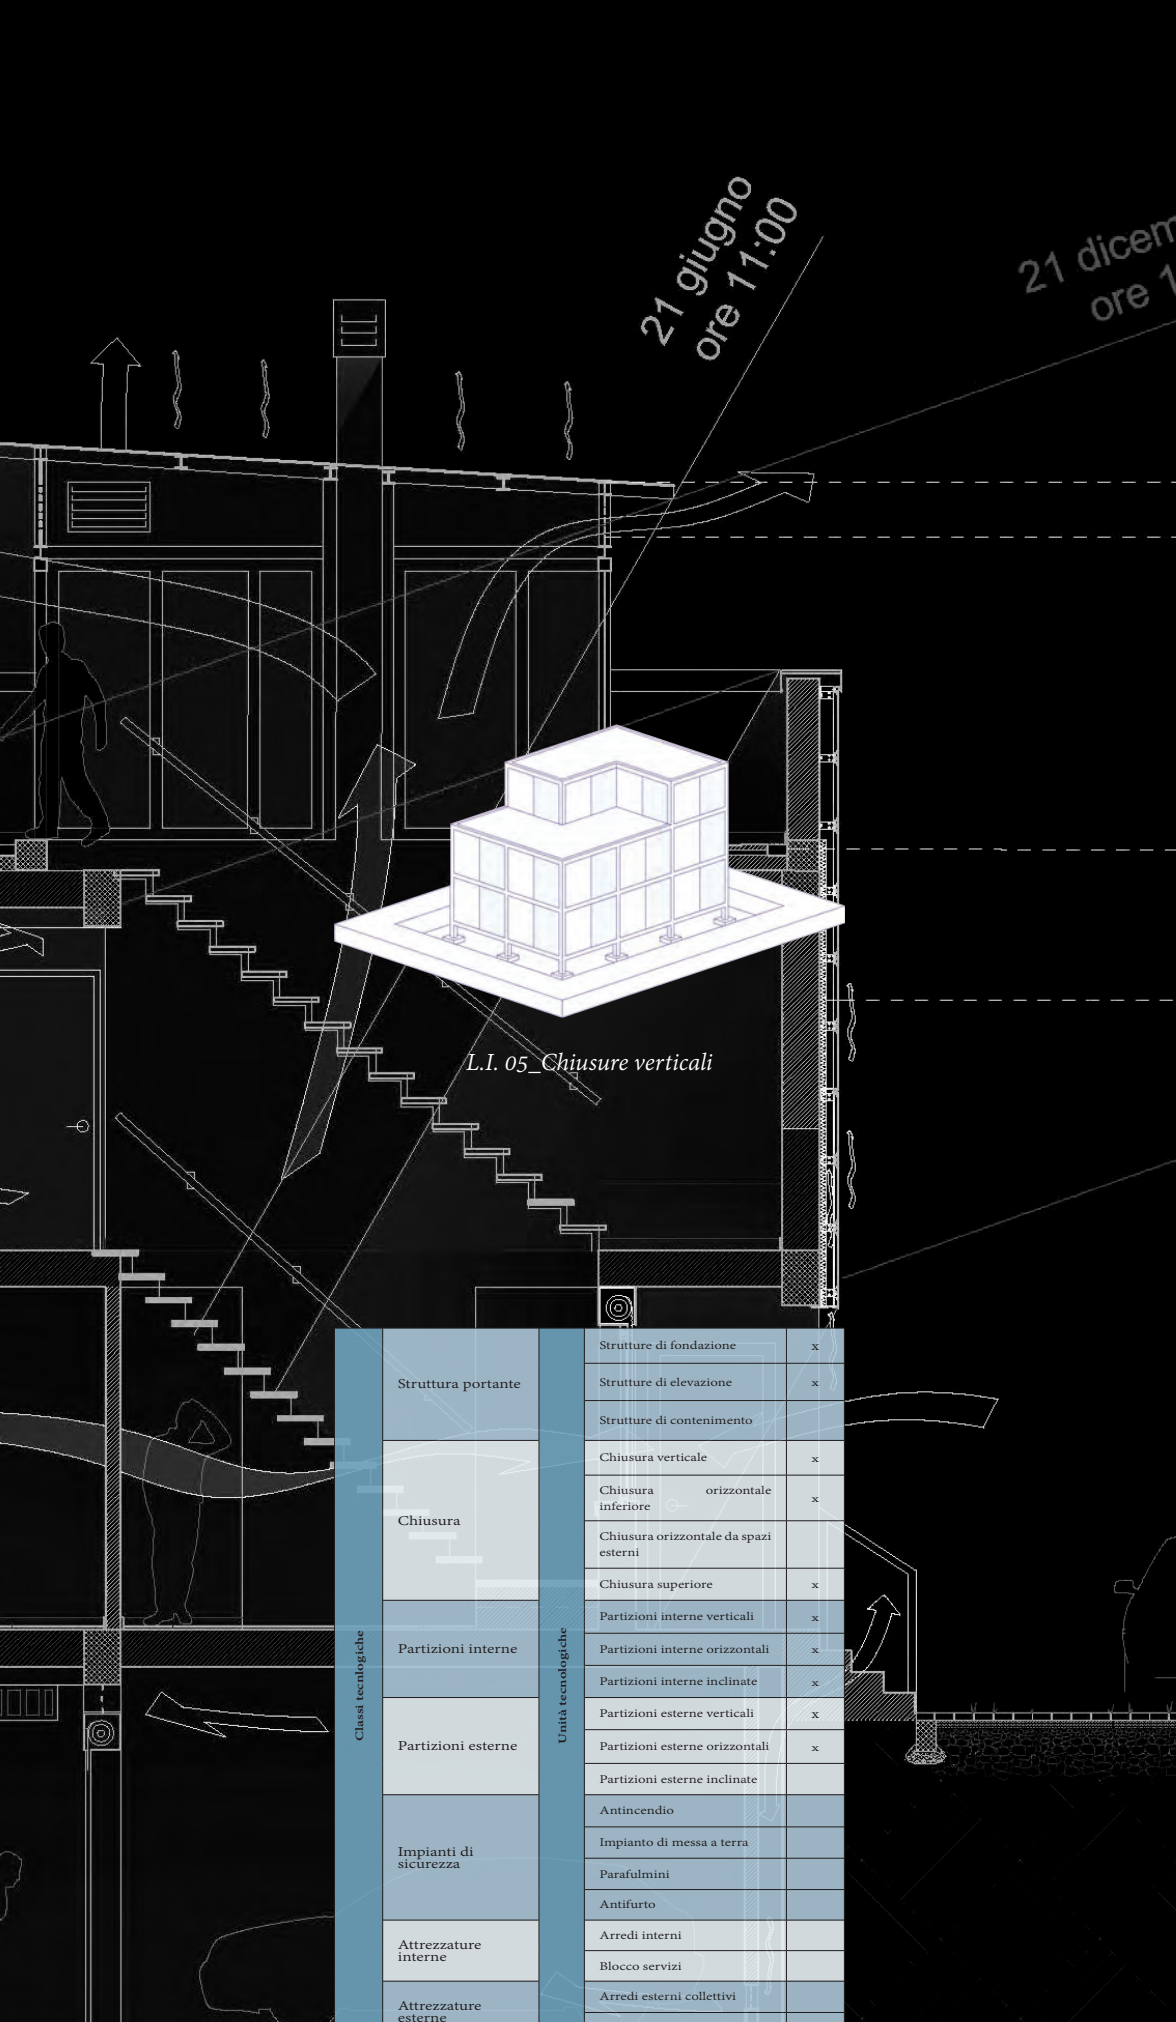 21 giugno
ore 11:00
21 dicem
ore 1
L.I. 05_Chiusure verticali
Classi tecnlogiche
Unità tecnologiche
Struttura portante
Strutture di fondazione x
Strutture di elevazione x
Strutture di contenimento
Chiusura
Chiusura verticale x
Chiusura orizzontale
inferiore x
Chiusura orizzontale da spazi
esterni
Chiusura superiore x
Partizioni interne
Partizioni interne verticali x
Partizioni interne orizzontali x
Partizioni interne inclinate x
Partizioni esterne
Partizioni esterne verticali x
Partizioni esterne orizzontali x
Partizioni esterne inclinate
Impianti di
sicurezza
Antincendio
Impianto di messa a terra
Parafulmini
Antifurto
Attrezzature
interne
Arredi interni
Blocco servizi
Attrezzature
esterne
Arredi esterni collettivi